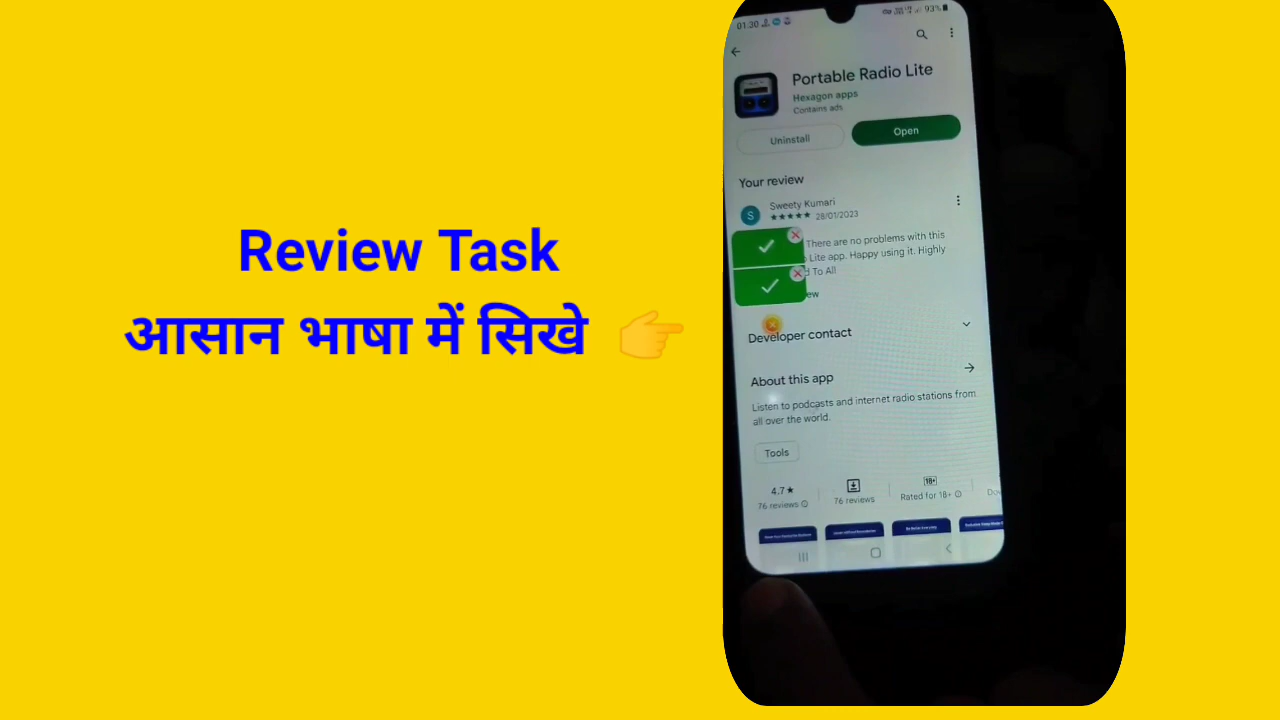 Review Task
आसान भाषा में सिखे
01:30
93%
Portable Radio Lite
Hexagon apps
Contains ads
Uninstall
Open
Your review
S
Sweety Kumari
28/01/2023
There are no problems with this
Lite app. Happy using it. Highly
d To All
ew
Developer contact
About this app
Listen to podcasts and internet radio stations from
all over the world.
Tools
4.7★
76 reviews
76 reviews
18+
Rated for 18+